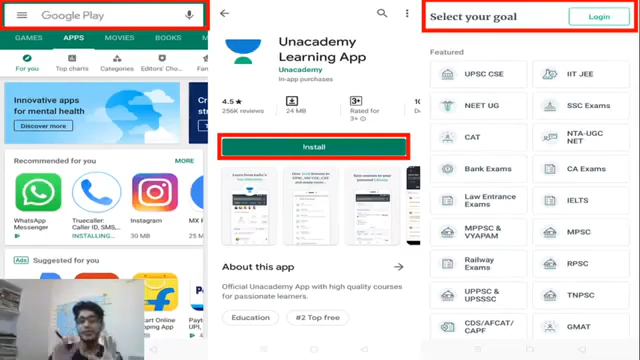 Google Play
GAMES APPS MOVIES BOOKS
For you Top charts Categories Editors' Choi
Innovative apps
for mental health
Discover more
Recommended for you MORE
WhatsApp
Messenger
Truecaller:
Caller ID, SMS,
INSTALLING...
Instagram
30 MB
MX
25 MB
Ads Suggested for you
Unacademy
Learning App
Unacademy
In-app purchases
4.5★
256K reviews
24 MB
3+
Rated for
3+
Install
About this app
Official Unacademy App with high quality courses
for passionate learners.
Education #2 Top free
Select your goal Login
Featured
UPSC CSE IIT JEE
NEET UG SSC Exams
CAT NTA-UGC
NET
Bank Exams CA Exams
Law Entrance
Exams IELTS
MPPSC &
VYAPAM MPSC
Railway
Exams RPSC
UPPSC &
UPSSSC TNPSC
CDS/AFCAT/
CAPF GMAT